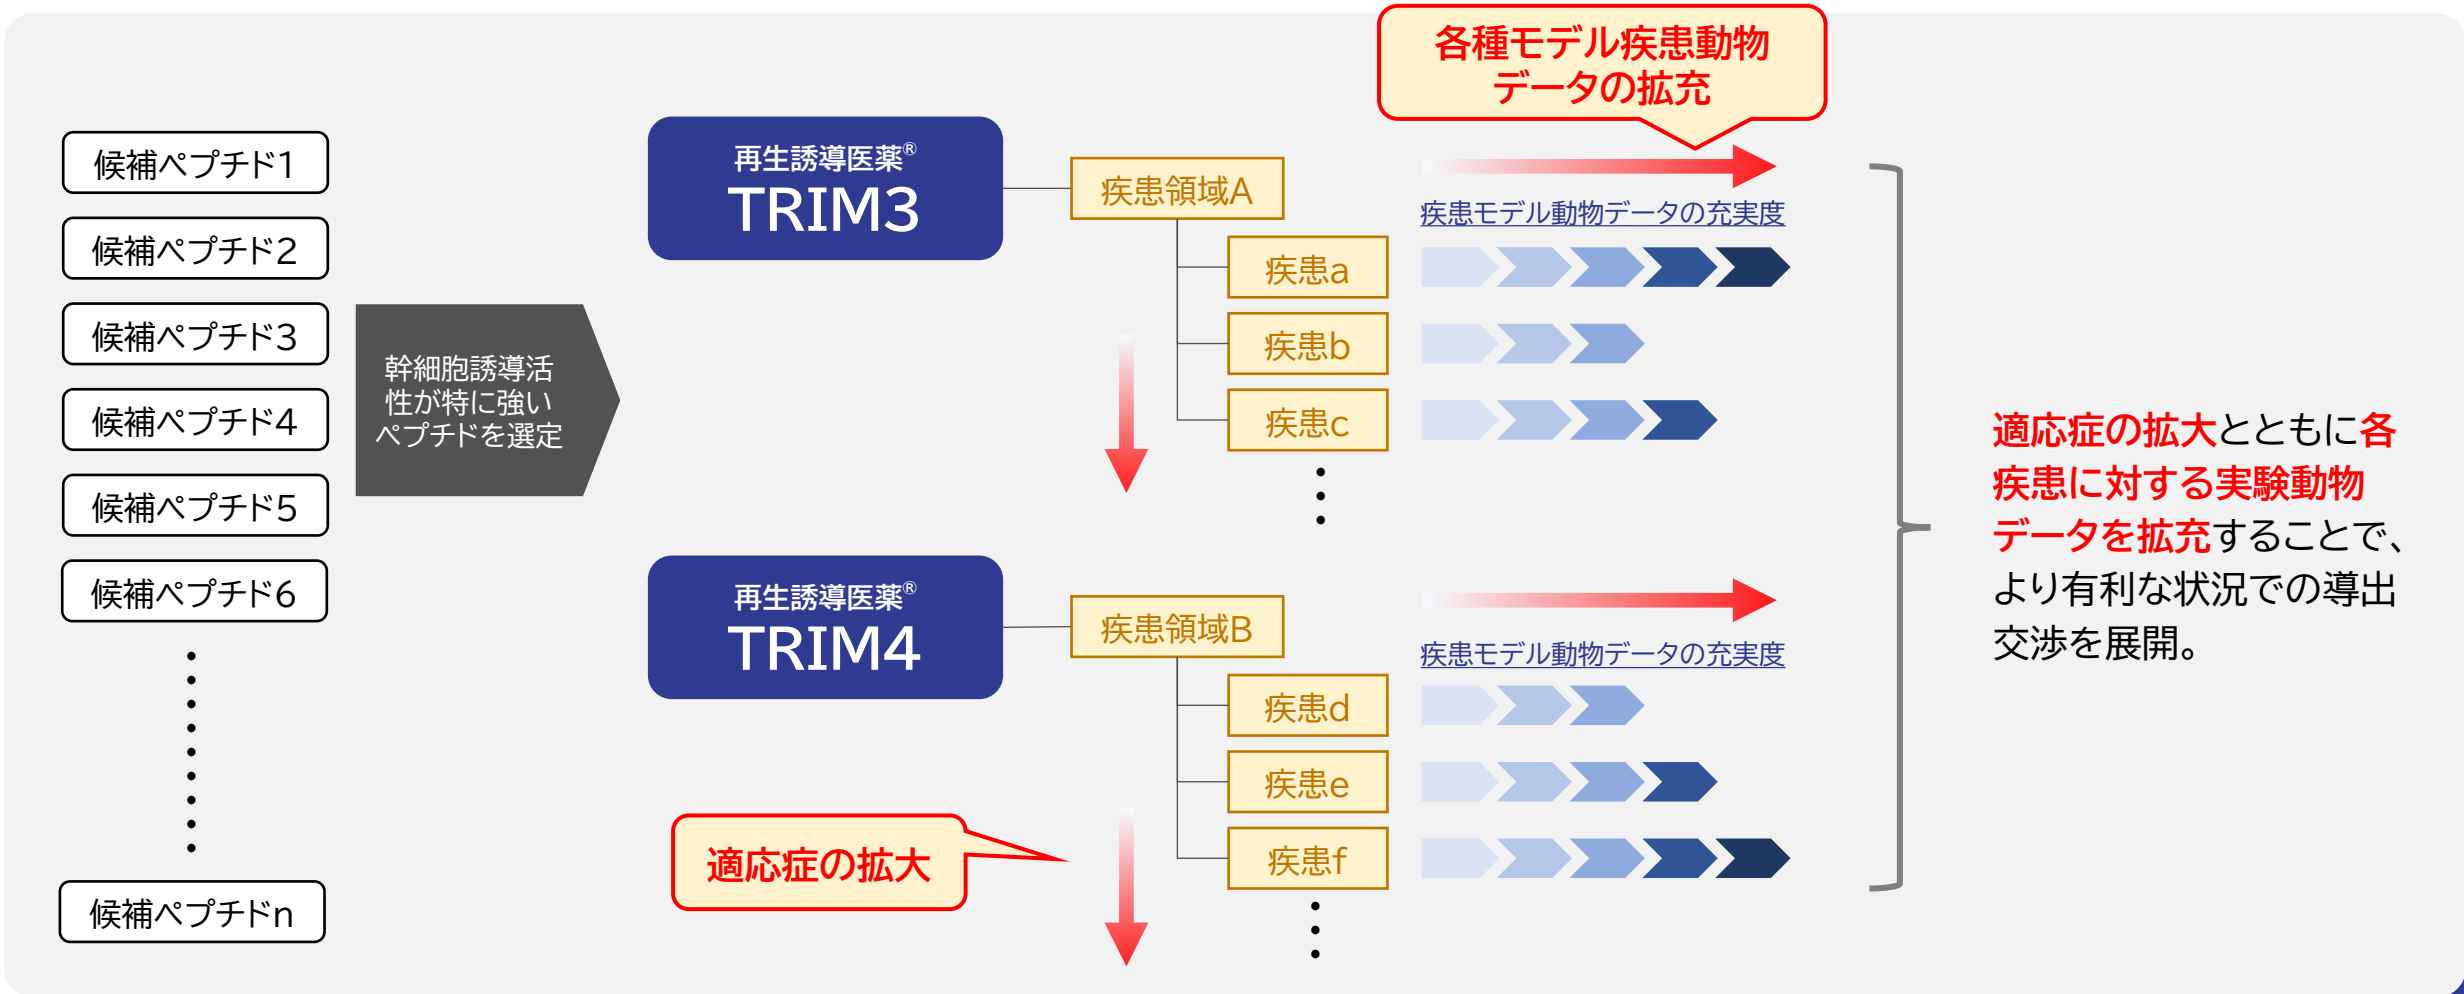 各種モデル疾患動物
データの拡充
候補ペプチド1
候補ペプチド2
候補ペプチド3
候補ペプチド4
候補ペプチド5
候補ペプチド6
候補ペプチドn
幹細胞誘導活
性が特に強い
ペプチドを選定
再生誘導医薬®
TRIM3
疾患領域A
疾患モデル動物データの充実度
疾患a
疾患b
疾患c
再生誘導医薬®
TRIM4
疾患領域B
疾患モデル動物データの充実度
疾患d
疾患e
疾患f
適応症の拡大
適応症の拡大とともに各
疾患に対する実験動物
データを拡充することで、
より有利な状況での導出
交渉を展開。